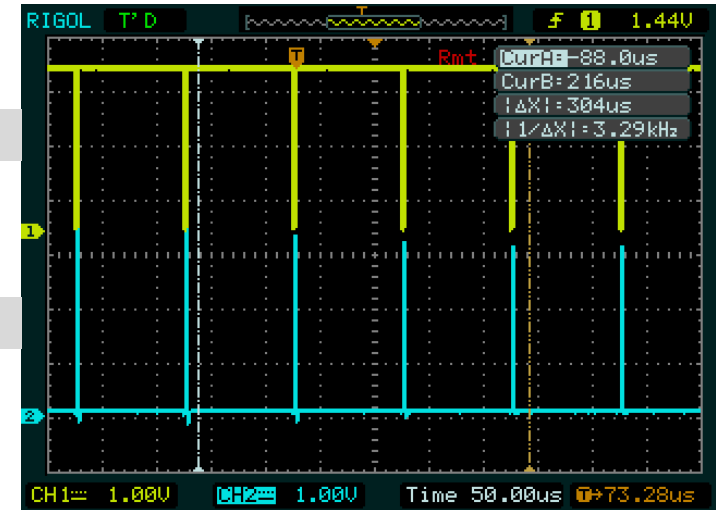 RIGOL T'D T f 1 1.44V
T Rmt CurA=-88.0us
CurB=216us
|ΔX|=304us
|1/ΔX|=3.29kHz
1
2
CH1 1.00V CH2 1.00V Time 50.00us T→73.28us